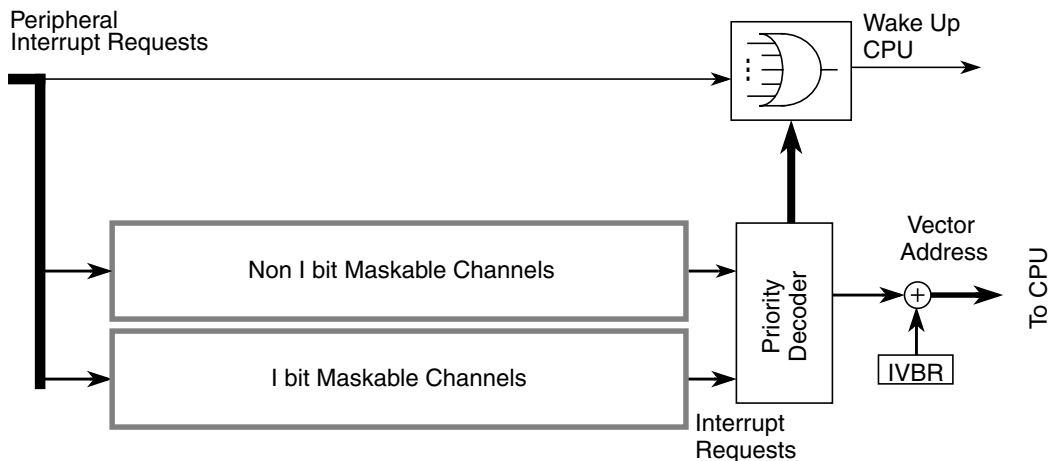 Peripheral
Interrupt Requests
Wake Up
CPU
Non I bit Maskable Channels
I bit Maskable Channels
Priority
Decoder
Interrupt
Requests
Vector
Address
IVBR
To CPU